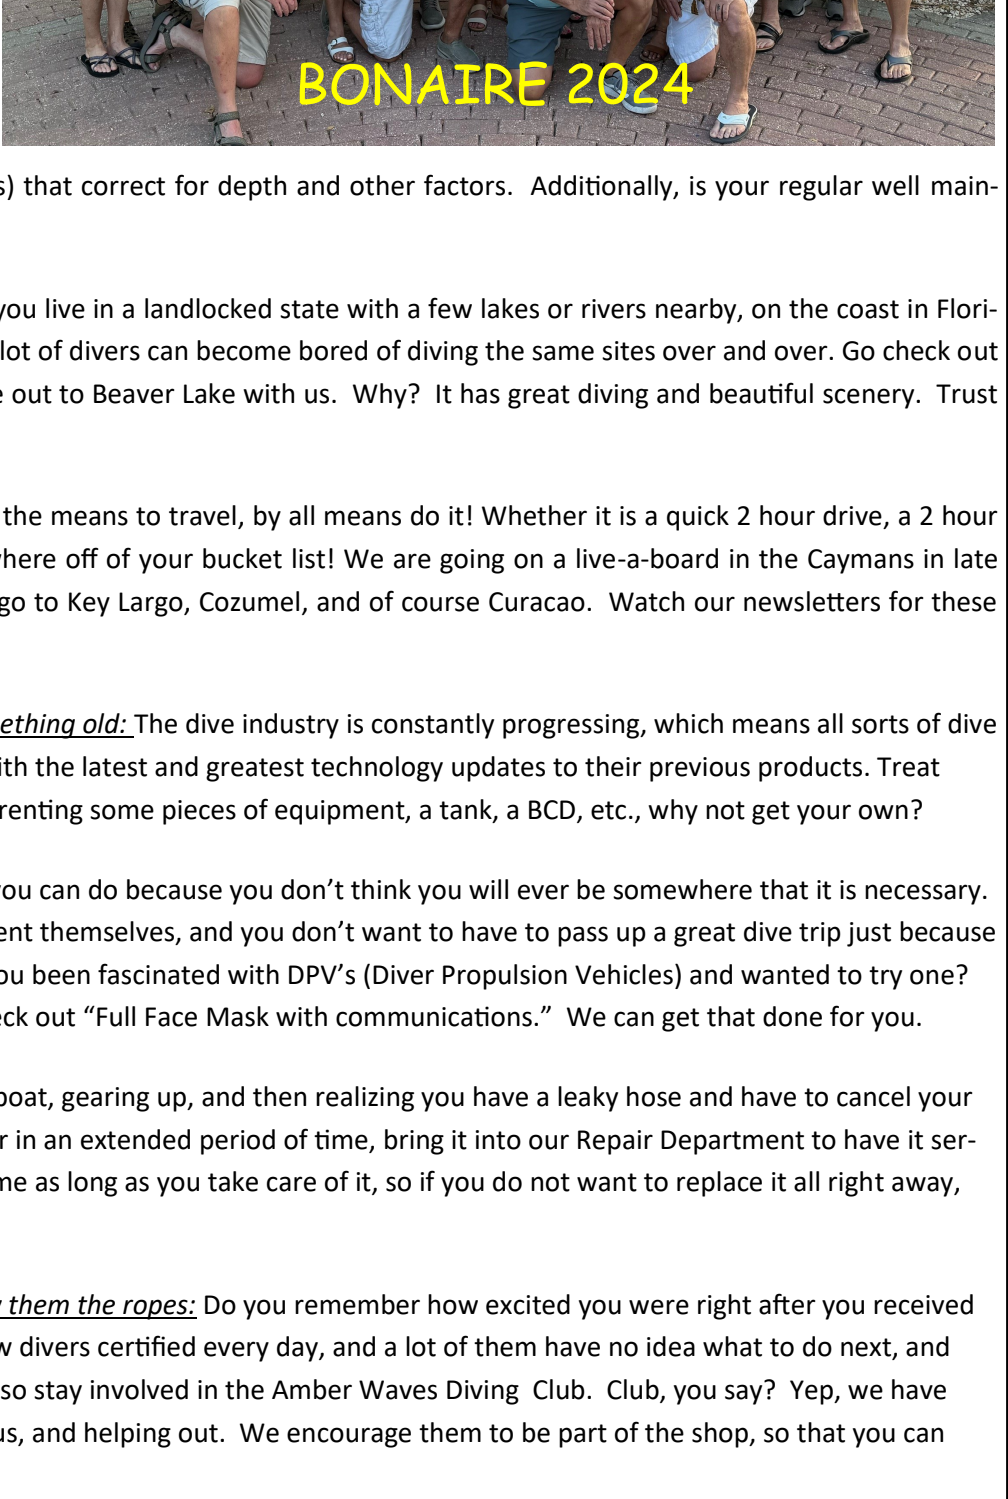 BONAIRE 2024
s) that correct for depth and other factors.  Additionally, is your regular well main-
you live in a landlocked state with a few lakes or rivers nearby, on the coast in Flori-
lot of divers can become bored of diving the same sites over and over. Go check out
e out to Beaver Lake with us.  Why?  It has great diving and beautiful scenery.  Trust
the means to travel, by all means do it! Whether it is a quick 2 hour drive, a 2 hour
where off of your bucket list! We are going on a live-a-board in the Caymans in late
go to Key Largo, Cozumel, and of course Curacao.  Watch our newsletters for these
ething old: The dive industry is constantly progressing, which means all sorts of dive
ith the latest and greatest technology updates to their previous products. Treat
renting some pieces of equipment, a tank, a BCD, etc., why not get your own?
you can do because you don’t think you will ever be somewhere that it is necessary.
ent themselves, and you don’t want to have to pass up a great dive trip just because
ou been fascinated with DPV’s (Diver Propulsion Vehicles) and wanted to try one?
eck out “Full Face Mask with communications.”  We can get that done for you.
boat, gearing up, and then realizing you have a leaky hose and have to cancel your
r in an extended period of time, bring it into our Repair Department to have it ser-
me as long as you take care of it, so if you do not want to replace it all right away,
w them the ropes: Do you remember how excited you were right after you received
w divers certified every day, and a lot of them have no idea what to do next, and
so stay involved in the Amber Waves Diving  Club.  Club, you say?  Yep, we have
us, and helping out.  We encourage them to be part of the shop, so that you can